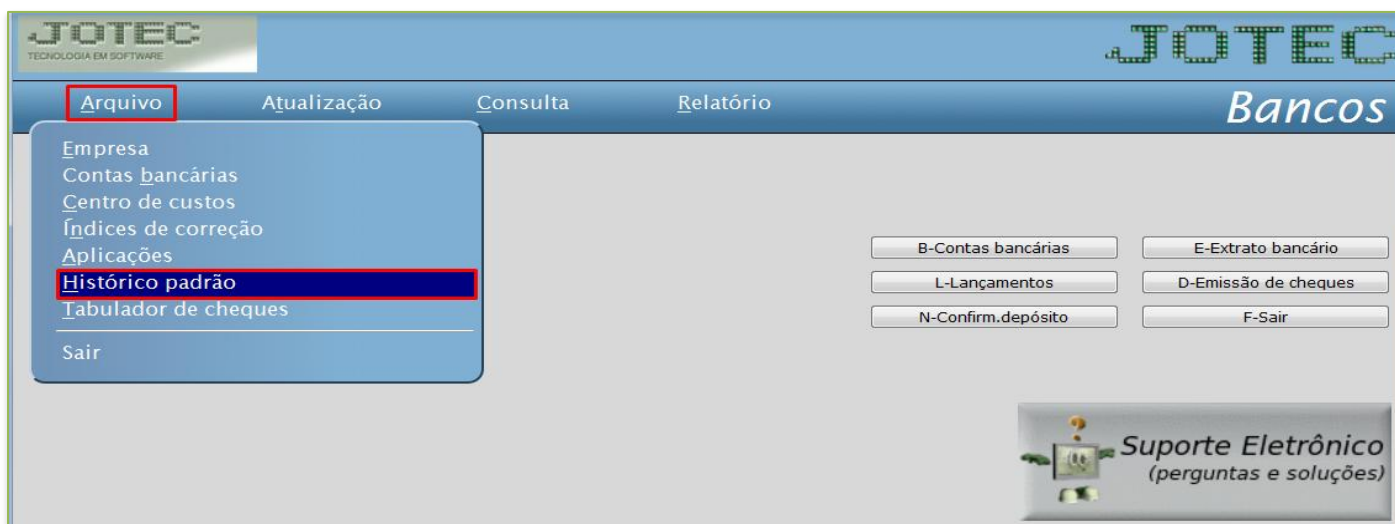 JOTEC
TECNOLOGIA EM SOFTWARE
JOTEC
Arquivo Atualização Consulta Relatório Bancos
Empresa
Contas bancárias
Centro de custos
Índices de correção
Aplicações
Histórico padrão
Tabulador de cheques
Sair
B-Contas bancárias E-Extrato bancário
L-Lançamentos D-Emissão de cheques
N-Confirm.depósito F-Sair
Suporte Eletrônico
(perguntas e soluções)